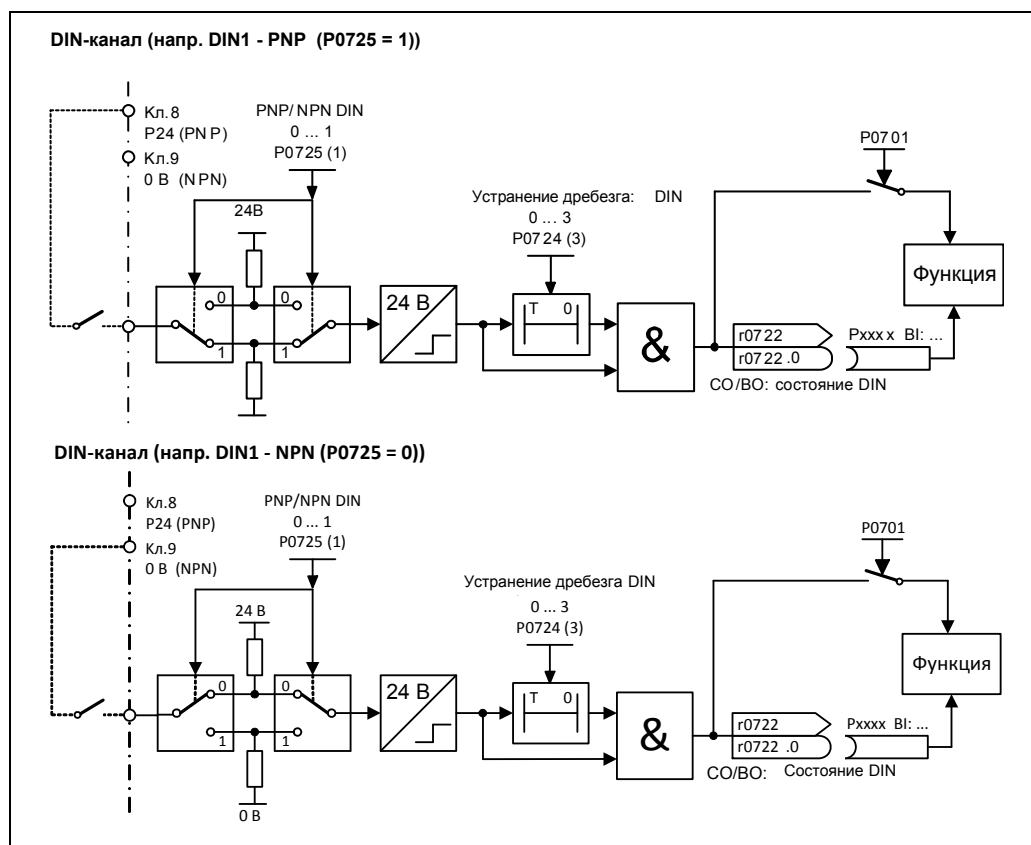 DIN-канал (напр. DIN1 - PNP (P0725 = 1))
Кл.8
P24 (PNP)
Кл.9
0 В (NPN)
PNP/ NPN DIN
0 ... 1
P0725 (1)
24В
0
0
1
1
24 В
Устранение дребезга: DIN
0 ... 3
P0724 (3)
T 0
&
P0701
Функция
r0722
r0722 .0
Pxxxx BI: ...
CO/BO: состояние DIN
DIN-канал (напр. DIN1 - NPN (P0725 = 0))
Кл.8
P24 (PNP)
Кл.9
0 В (NPN)
PNP/NPN DIN
0 ... 1
P0725 (1)
24 В
0
0
1
1
0 В
24 В
Устранение дребезга DIN
0 ... 3
P0724 (3)
T 0
&
P0701
Функция
r0722
r0722 .0
Pxxxx BI: ...
CO/BO: Состояние DIN